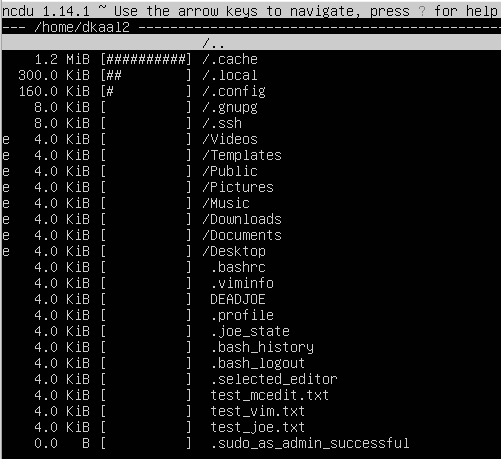 ncdu 1.14.1 ~ Use the arrow keys to navigate, press ? for help
--- /home/dkaal2 ---------------------------------------------
                         /..
    1.2 MiB [##########] /.cache
  300.0 KiB [##        ] /.local
  160.0 KiB [#         ] /.config
    8.0 KiB [          ] /.gnupg
    8.0 KiB [          ] /.ssh
e   4.0 KiB [          ] /Videos
e   4.0 KiB [          ] /Templates
e   4.0 KiB [          ] /Public
e   4.0 KiB [          ] /Pictures
e   4.0 KiB [          ] /Music
e   4.0 KiB [          ] /Downloads
e   4.0 KiB [          ] /Documents
e   4.0 KiB [          ] /Desktop
    4.0 KiB [          ]  .bashrc
    4.0 KiB [          ]  .viminfo
    4.0 KiB [          ]  DEADJOE
    4.0 KiB [          ]  .profile
    4.0 KiB [          ]  .joe_state
    4.0 KiB [          ]  .bash_history
    4.0 KiB [          ]  .bash_logout
    4.0 KiB [          ]  .selected_editor
    4.0 KiB [          ]  test_mcedit.txt
    4.0 KiB [          ]  test_vim.txt
    4.0 KiB [          ]  test_joe.txt
    0.0   B [          ]  .sudo_as_admin_successful